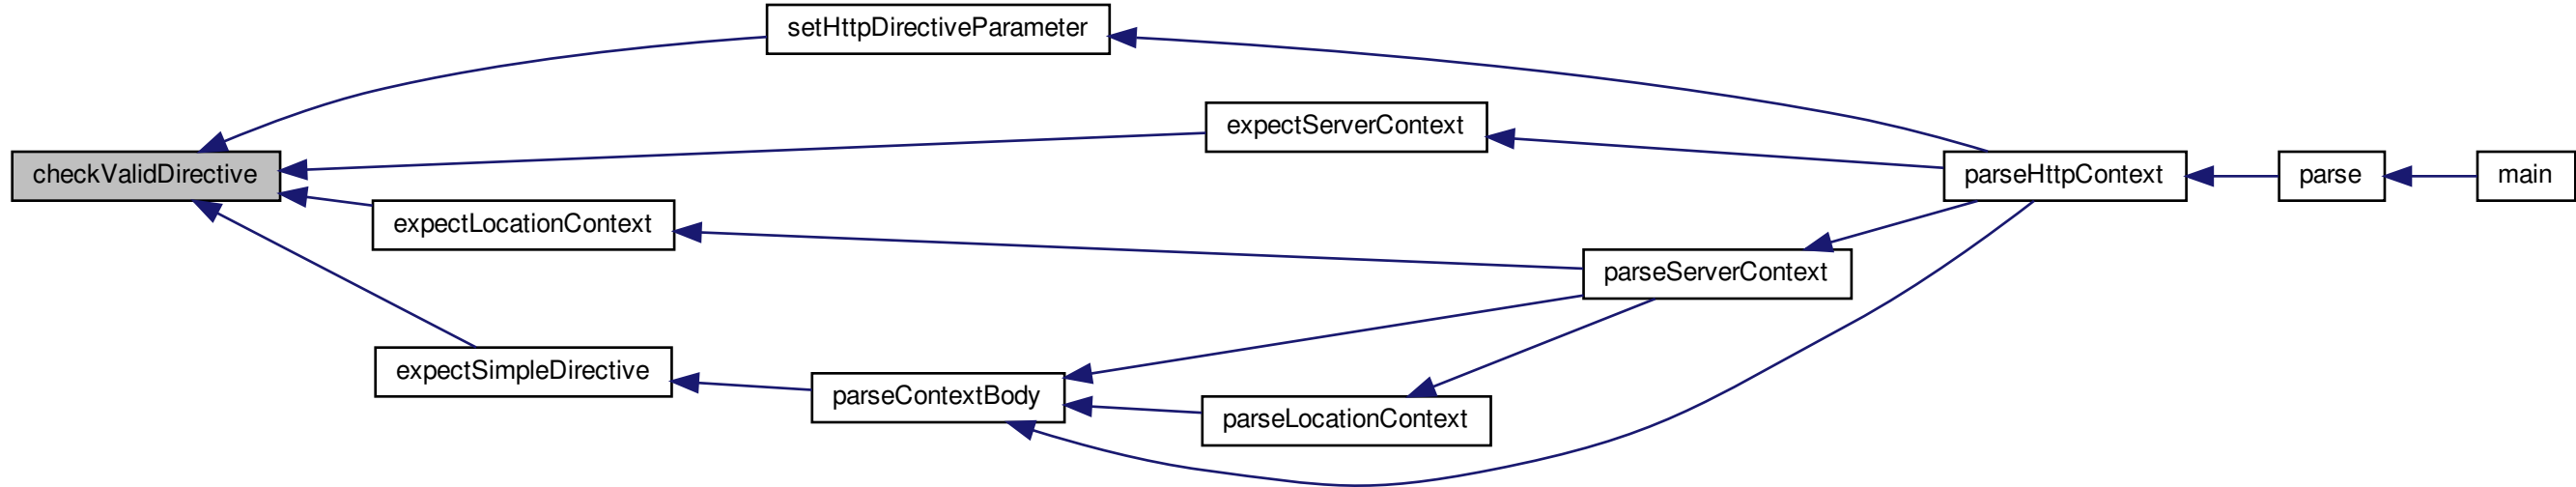 setHttpDirectiveParameter
expectServerContext
checkValidDirective
parseHttpContext
parse
main
expectLocationContext
parseServerContext
expectSimpleDirective
parseContextBody
parseLocationContext